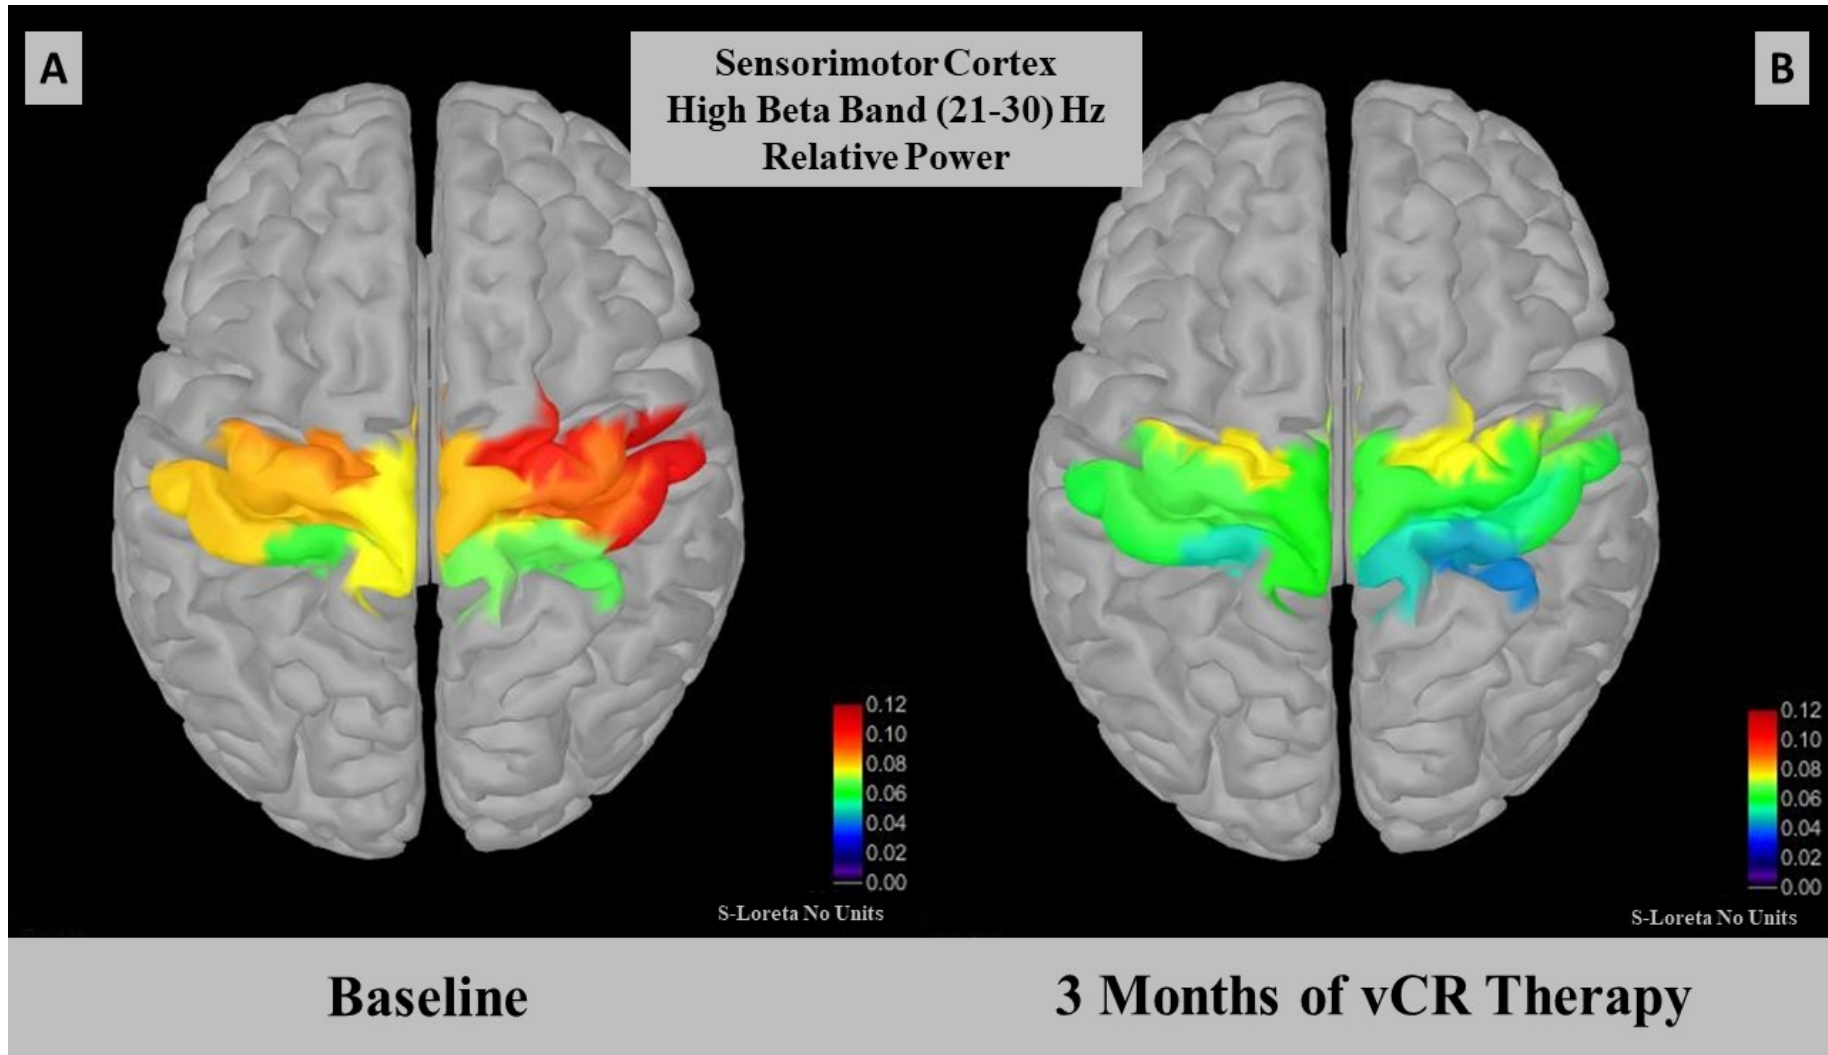 A
Sensorimotor Cortex
High Beta Band (21-30) Hz
Relative Power
B
0.12
0.10
0.08
0.06
0.04
0.02
0.00
S-Loreta No Units
0.12
0.10
0.08
0.06
0.04
0.02
0.00
S-Loreta No Units
Baseline
3 Months of vCR Therapy